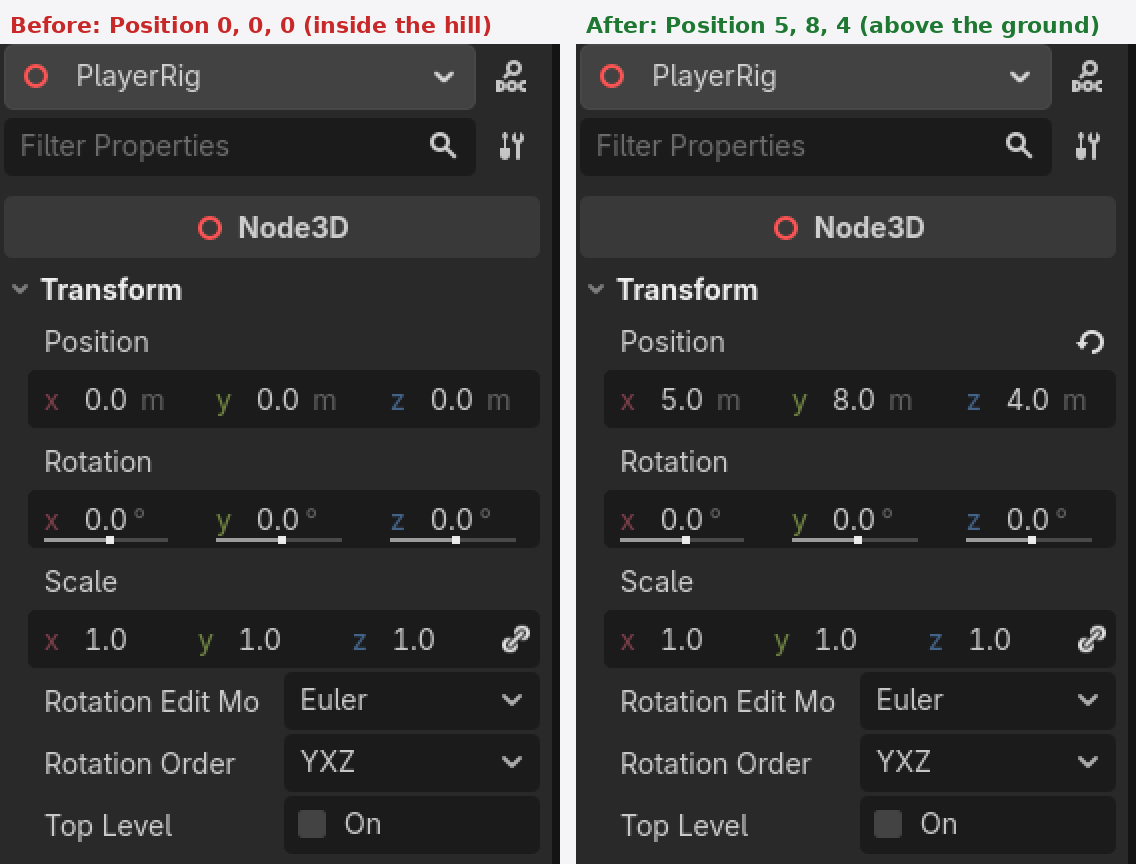 Before: Position 0, 0, 0 (inside the hill)
PlayerRig
DOC
Filter Properties
Node3D
Transform
Position
x 0.0 m y 0.0 m z 0.0 m
Rotation
x 0.0 ° y 0.0 ° z 0.0 °
Scale
x 1.0 y 1.0 z 1.0
Rotation Edit Mo Euler
Rotation Order YXZ
Top Level On
After: Position 5, 8, 4 (above the ground)
PlayerRig
DOC
Filter Properties
Node3D
Transform
Position
x 5.0 m y 8.0 m z 4.0 m
Rotation
x 0.0 ° y 0.0 ° z 0.0 °
Scale
x 1.0 y 1.0 z 1.0
Rotation Edit Mo Euler
Rotation Order YXZ
Top Level On